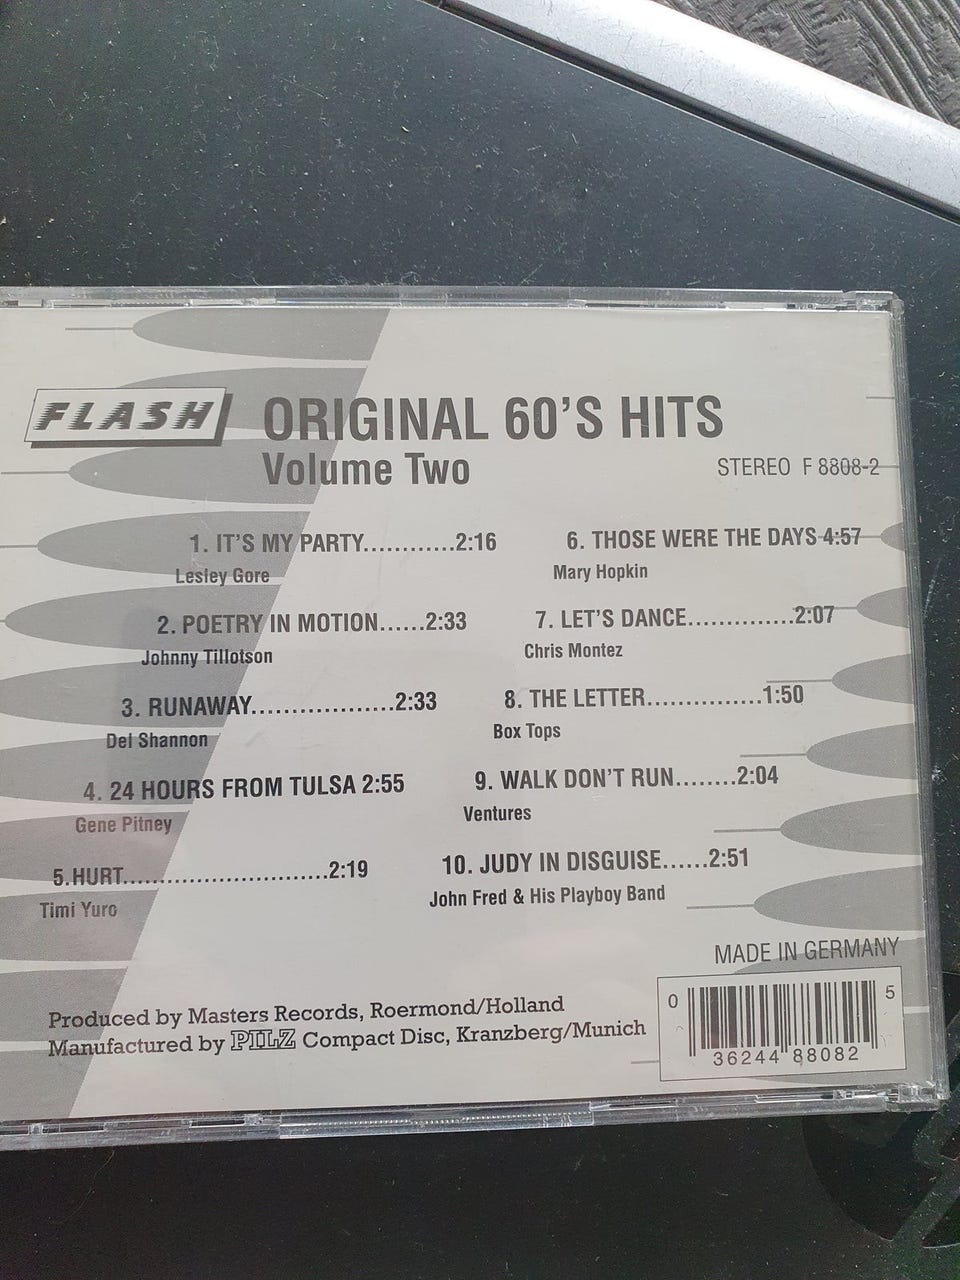 FLASH
ORIGINAL 60'S HITS
Volume Two
STEREO F 8808-2
1. IT'S MY PARTY............2:16
Lesley Gore
2. POETRY IN MOTION......2:33
Johnny Tillotson
3. RUNAWAY..................2:33
Del Shannon
4. 24 HOURS FROM TULSA 2:55
Gene Pitney
5.HURT...........................2:19
Timi Yuro
6. THOSE WERE THE DAYS 4:57
Mary Hopkin
7. LET'S DANCE..............2:07
Chris Montez
8. THE LETTER...............1:50
Box Tops
9. WALK DON'T RUN........2:04
Ventures
10. JUDY IN DISGUISE......2:51
John Fred & His Playboy Band
MADE IN GERMANY
Produced by Masters Records, Roermond/Holland
Manufactured by PILZ Compact Disc, Kranzberg/Munich
0 36244 88082 5